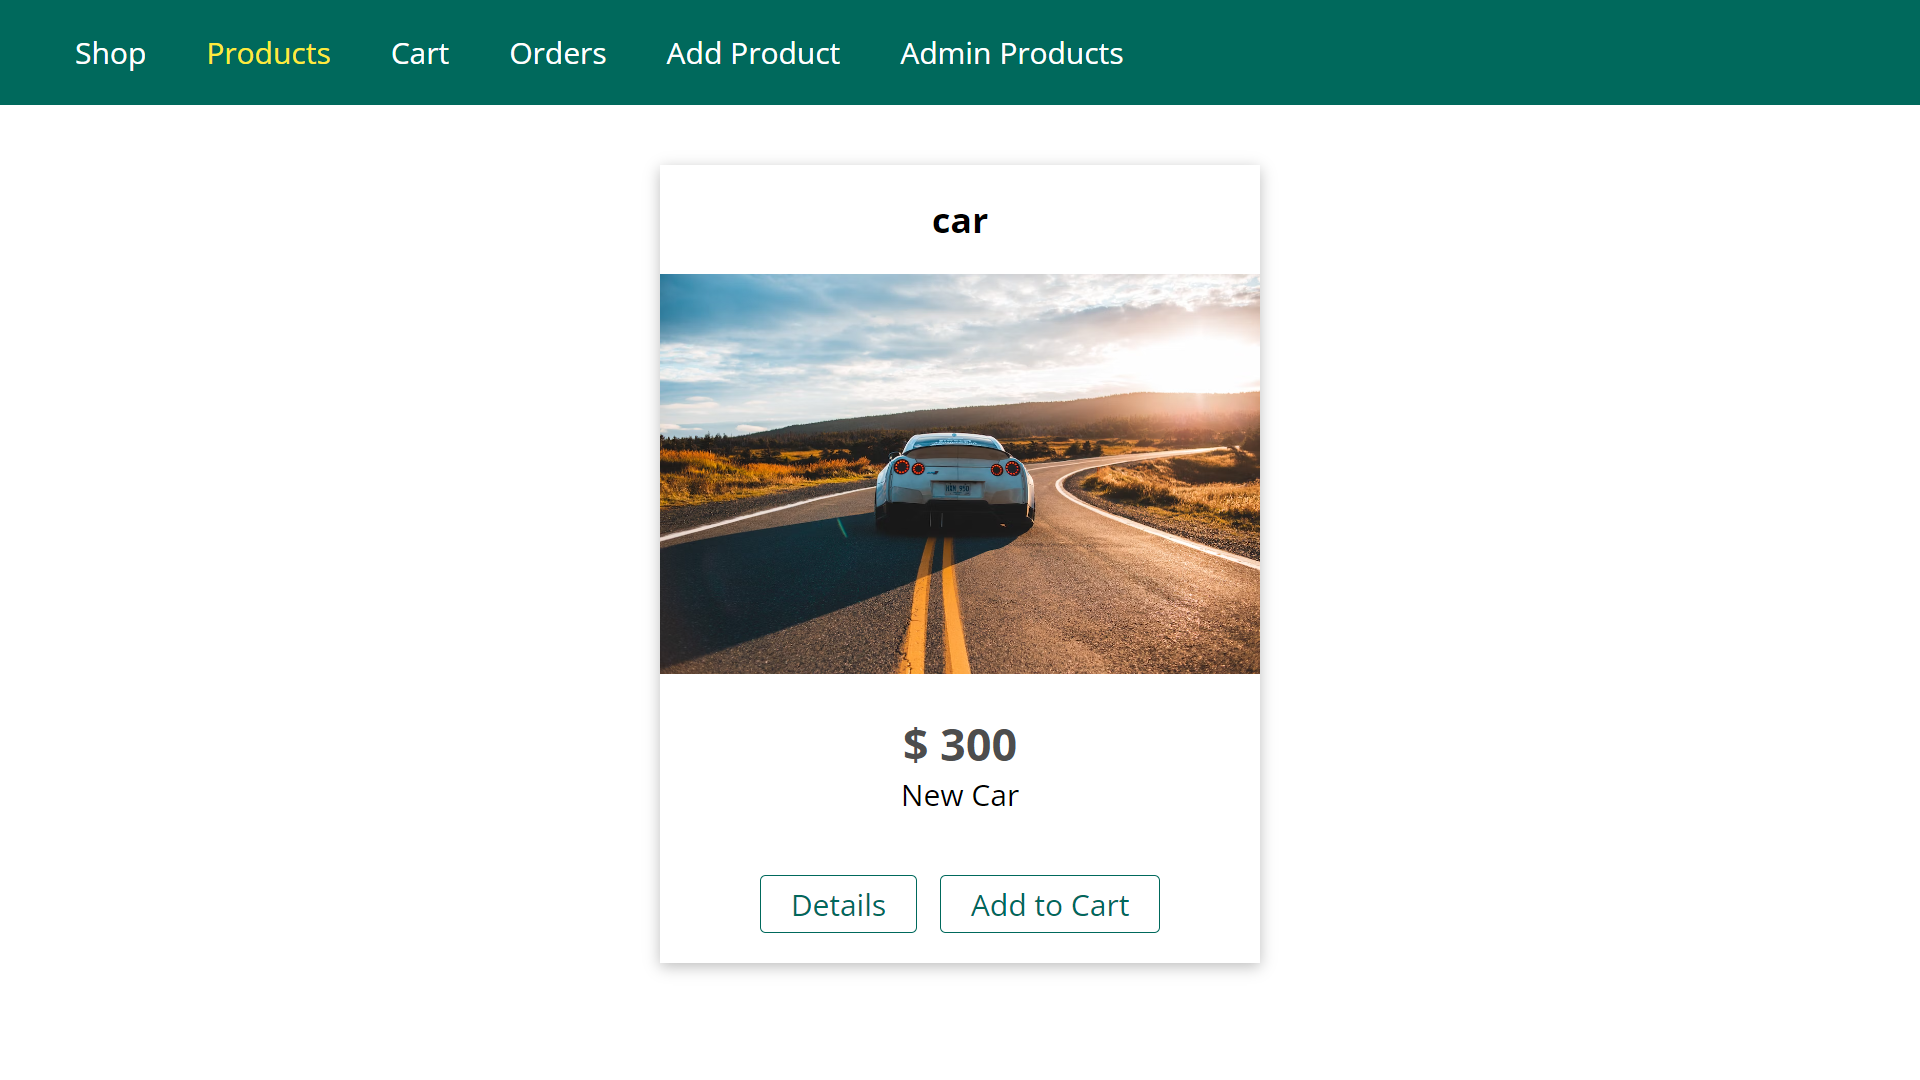 Shop Products Cart Orders Add Product Admin Products
car
$ 300
New Car
Details Add to Cart